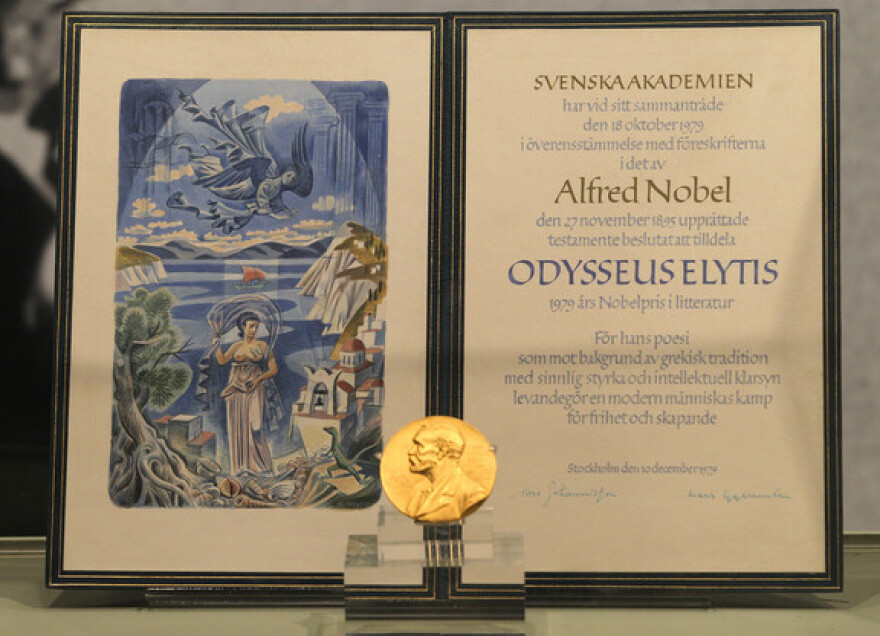 SVENSKA AKADEMIEN
har vid sitt sammanträde
den 18 oktober 1979
i överensstämmelse med föreskrifterna
i det av
Alfred Nobel
den 27 november 1895 upprättade
testamente beslutat att tilldela
ODYSSEUS ELYTIS
1979 års Nobelpris i litteratur
För hans poesi
som mot bakgrund av grekisk tradition
med sinnlig styrka och intellektuell klarsyn
levandegör en modern människas kamp
för frihet och skapande
Stockholm den 10 december 1979